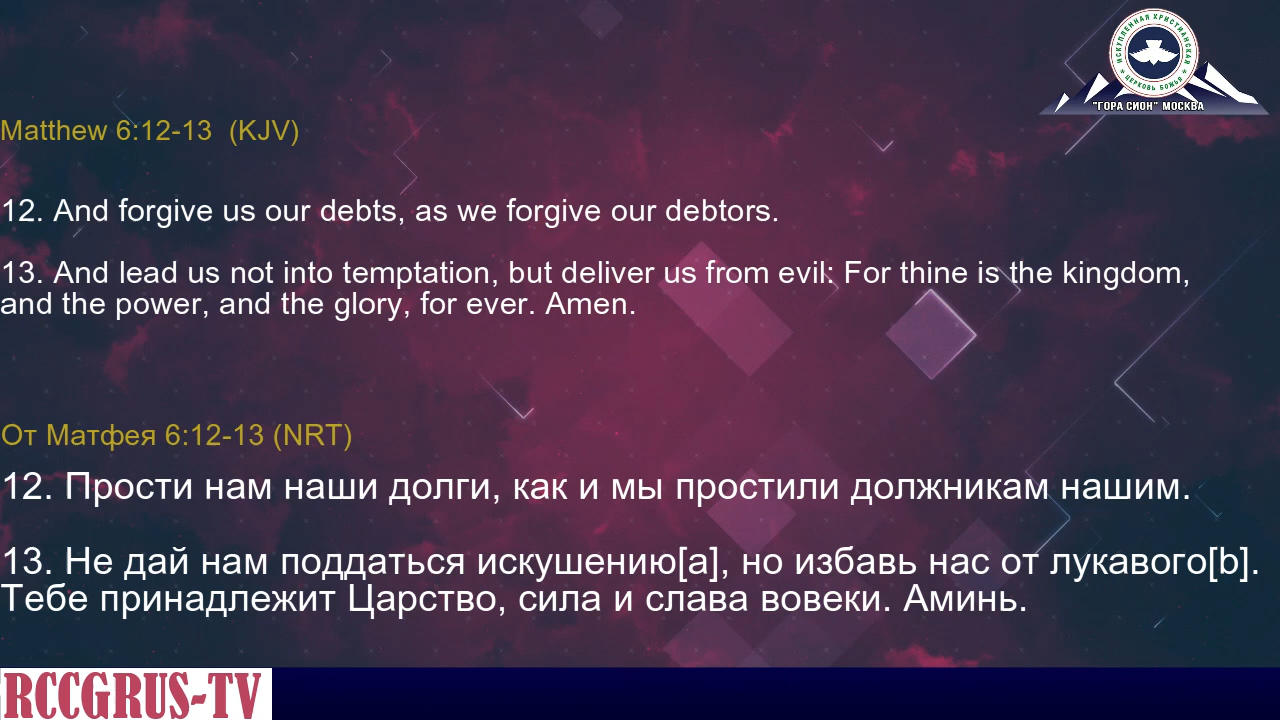 ИСКУПЛЕННАЯ ХРИСТИАНСКАЯ
ЦЕРКОВЬ БОЖЬЯ
"ГОРА СИОН" МОСКВА
Matthew 6:12-13 (KJV)
12. And forgive us our debts, as we forgive our debtors.
13. And lead us not into temptation, but deliver us from evil: For thine is the kingdom,
and the power, and the glory, for ever. Amen.
От Матфея 6:12-13 (NRT)
12. Прости нам наши долги, как и мы простили должникам нашим.
13. Не дай нам поддаться искушению[a], но избавь нас от лукавого[b].
Тебе принадлежит Царство, сила и слава вовеки. Аминь.
RCCGRUS-TV